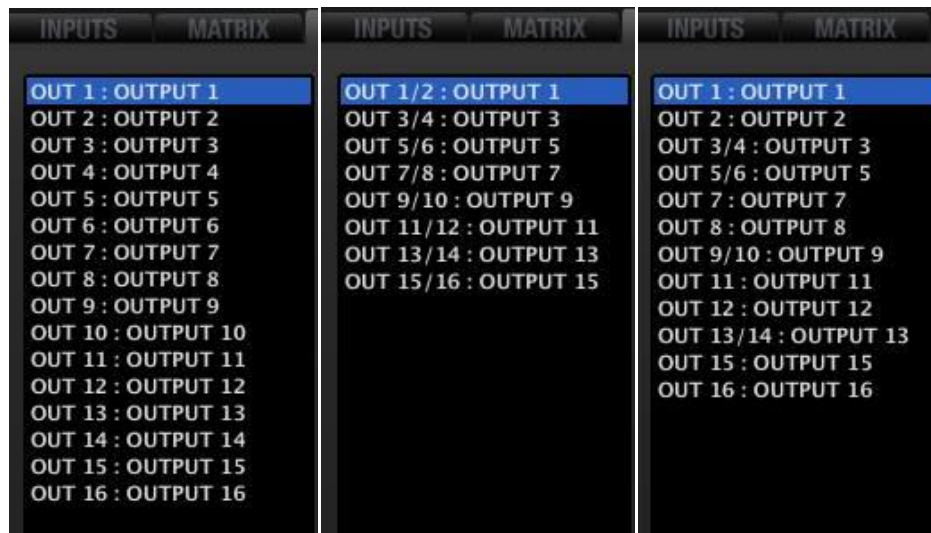 INPUTS MATRIX
OUT 1 : OUTPUT 1
OUT 2 : OUTPUT 2
OUT 3 : OUTPUT 3
OUT 4 : OUTPUT 4
OUT 5 : OUTPUT 5
OUT 6 : OUTPUT 6
OUT 7 : OUTPUT 7
OUT 8 : OUTPUT 8
OUT 9 : OUTPUT 9
OUT 10 : OUTPUT 10
OUT 11 : OUTPUT 11
OUT 12 : OUTPUT 12
OUT 13 : OUTPUT 13
OUT 14 : OUTPUT 14
OUT 15 : OUTPUT 15
OUT 16 : OUTPUT 16
INPUTS MATRIX
OUT 1/2 : OUTPUT 1
OUT 3/4 : OUTPUT 3
OUT 5/6 : OUTPUT 5
OUT 7/8 : OUTPUT 7
OUT 9/10 : OUTPUT 9
OUT 11/12 : OUTPUT 11
OUT 13/14 : OUTPUT 13
OUT 15/16 : OUTPUT 15
INPUTS MATRIX
OUT 1 : OUTPUT 1
OUT 2 : OUTPUT 2
OUT 3/4 : OUTPUT 3
OUT 5/6 : OUTPUT 5
OUT 7 : OUTPUT 7
OUT 8 : OUTPUT 8
OUT 9/10 : OUTPUT 9
OUT 11 : OUTPUT 11
OUT 12 : OUTPUT 12
OUT 13/14 : OUTPUT 13
OUT 15 : OUTPUT 15
OUT 16 : OUTPUT 16